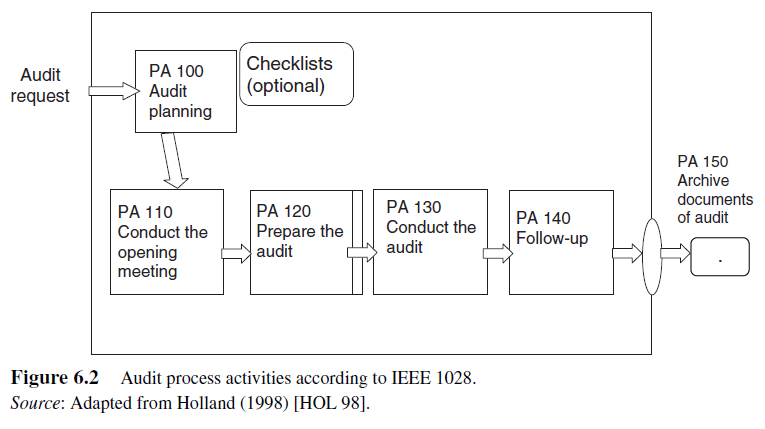 Audit
request
PA 100
Audit
planning
Checklists
(optional)
PA 110
Conduct the
opening
meeting
PA 120
Prepare the
audit
PA 130
Conduct the
audit
PA 140
Follow-up
PA 150
Archive
documents
of audit
.
Figure 6.2 Audit process activities according to IEEE 1028.
Source: Adapted from Holland (1998) [HOL 98].